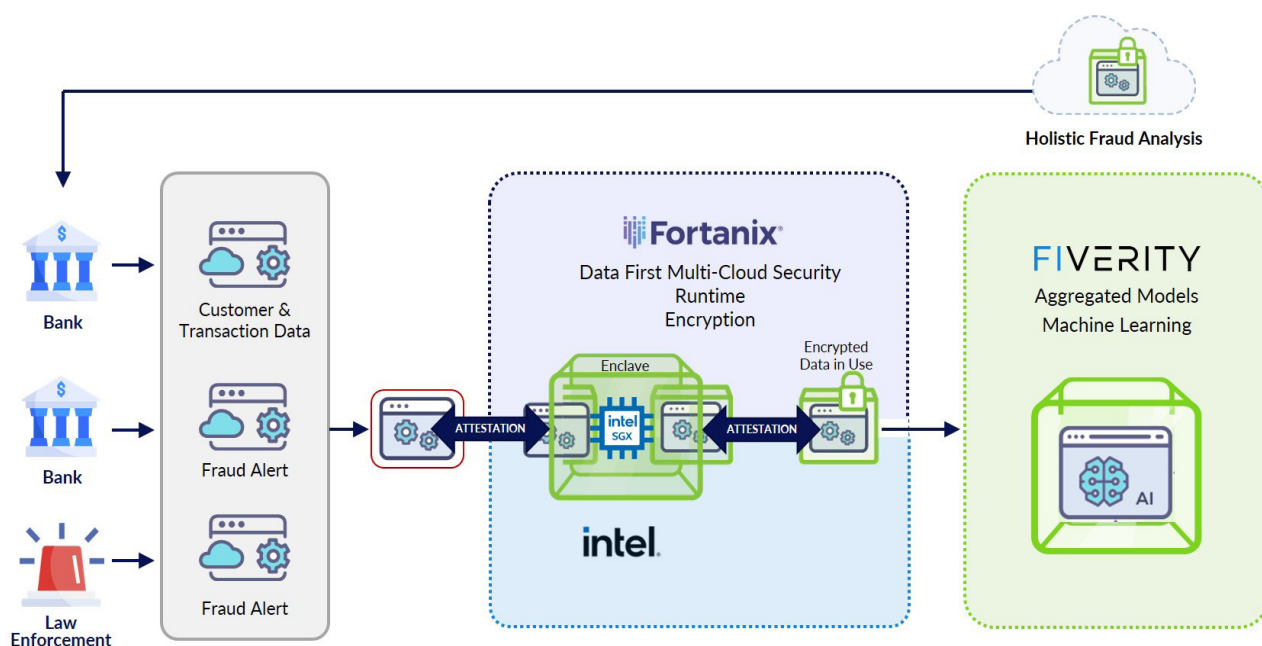 Holistic Fraud Analysis
$
Bank
Customer &
Transaction Data
$
Bank
Fraud Alert
Law
Enforcement
Fraud Alert
Fortanix®
Data First Multi-Cloud Security
Runtime
Encryption
Enclave
Encrypted
Data in Use
ATTESTATION
intel
SGX
ATTESTATION
intel.
FIVERITY
Aggregated Models
Machine Learning
AI